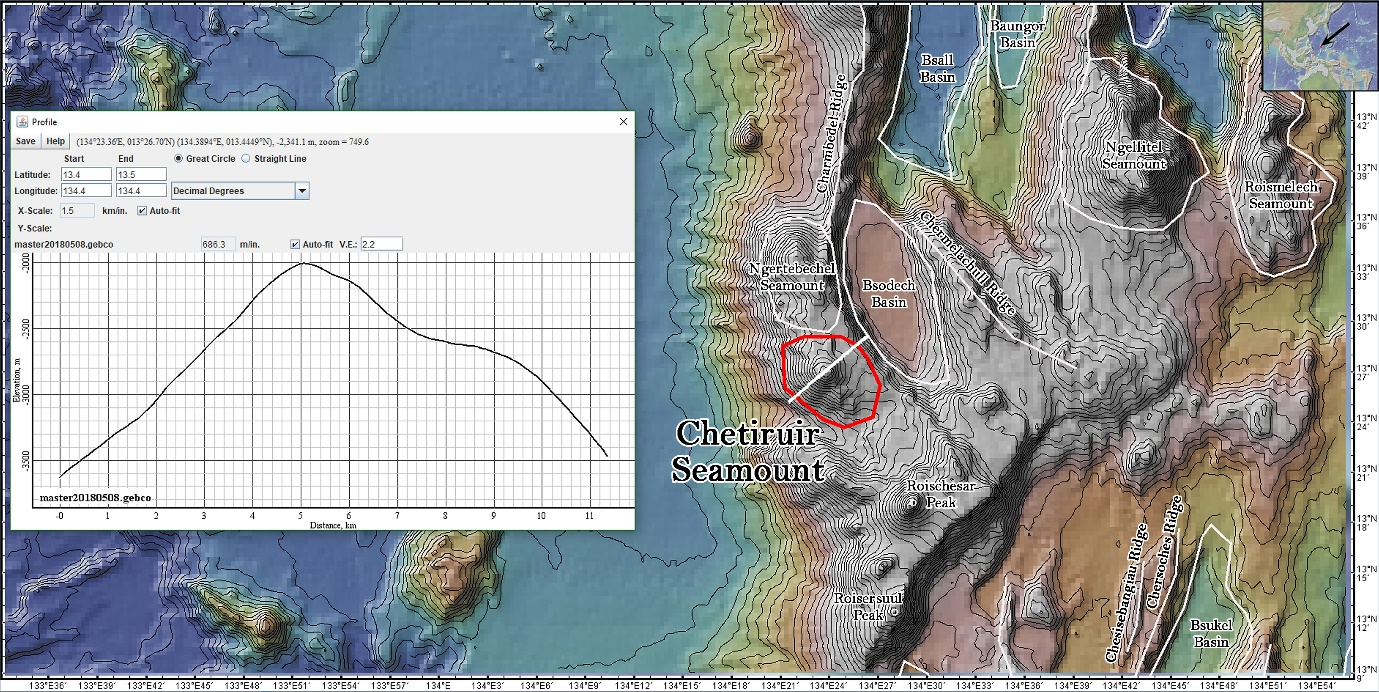 Profile
Save Help (134°23.36'E, 013°26.70'N) (134.3894°E, 013.4449°N), -2,341.1 m, zoom = 749.6
Start End Great Circle Straight Line
Latitude: 13.4 13.5
Longitude: 134.4 134.4 Decimal Degrees
X-Scale: 1.5 km/in. Auto-fit
Y-Scale:
master20180508.gebco 686.3 m/in. Auto-fit V.E.: 2.2
-2000
-2500
-3000
-3500
Elevation, m
master20180508.gebco
-0 1 2 3 4 5 6 7 8 9 10 11
Distance, km
Baungor
Basin
Bsall
Basin
Charmbedel Ridge
Ngellitel
Seamount
Roismelech
Seamount
Chennelachull Ridge
Ngertebechel
Seamount
Bsodech
Basin
Chetiruir
Seamount
Roischesar
Peak
Roisersuul
Peak
Chesisebangiau Ridge
Chersoches Ridge
Bsukel
Basin
13°N
42'
13°N
39'
13°N
36'
13°N
33'
13°N
30'
13°N
27'
13°N
24'
13°N
21'
13°N
18'
13°N
15'
13°N
12'
13°N
9'
133°E36' 133°E39' 133°E42' 133°E45' 133°E48' 133°E51' 133°E54' 133°E57' 134°E 134°E3' 134°E6' 134°E9' 134°E12' 134°E15' 134°E18' 134°E21' 134°E24' 134°E27' 134°E30' 134°E33' 134°E36' 134°E39' 134°E42' 134°E45' 134°E48' 134°E51' 134°E54'